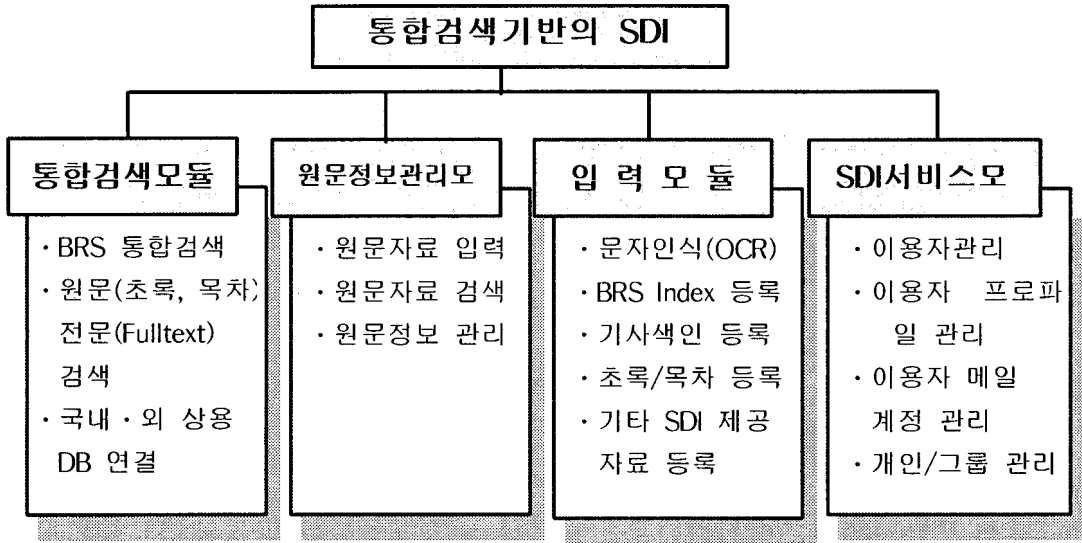 통합검색기반의 SDI
통합검색모듈
· BRS 통합검색
· 원문(초록, 목차)
전문(Fulltext)
검색
· 국내 · 외 상용
DB 연결
원문정보관리모
· 원문자료 입력
· 원문자료 검색
· 원문정보 관리
입 력 모 듈
· 문자인식(OCR)
· BRS Index 등록
· 기사색인 등록
· 초록/목차 등록
· 기타 SDI 제공
자료 등록
SDI서비스모
· 이용자관리
· 이용자 프로파
일 관리
· 이용자 메일
계정 관리
· 개인/그룹 관리